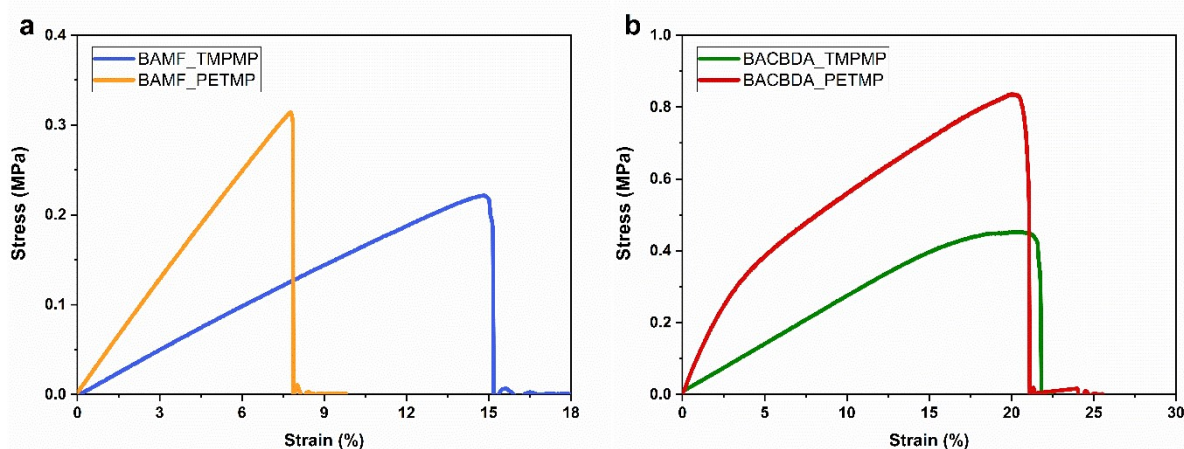 a
BAMF_TMPMP
BAMF_PETMP
0.4
0.3
0.2
0.1
0.0
Stress (MPa)
0 3 6 9 12 15 18
Strain (%)
b
BACBDA_TMPMP
BACBDA_PETMP
1.0
0.8
0.6
0.4
0.2
0.0
Stress (MPa)
0 5 10 15 20 25 30
Strain (%)